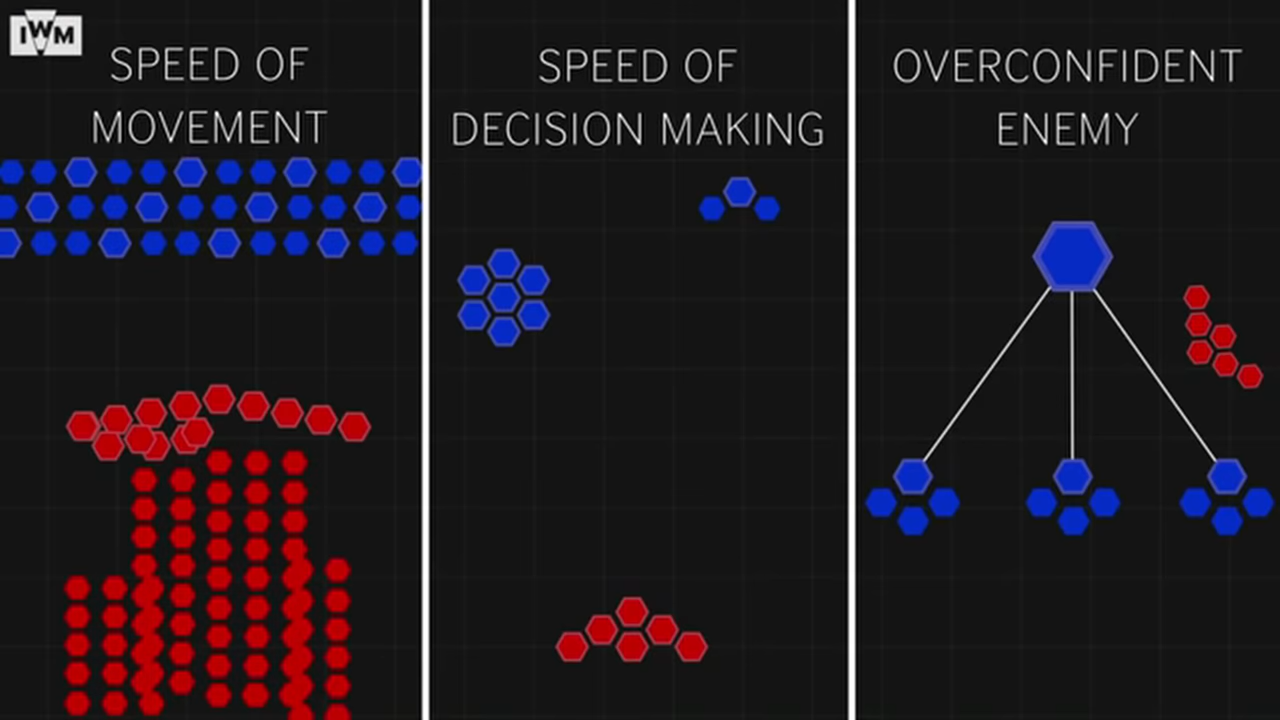 IWM
SPEED OF
MOVEMENT
SPEED OF
DECISION MAKING
OVERCONFIDENT
ENEMY